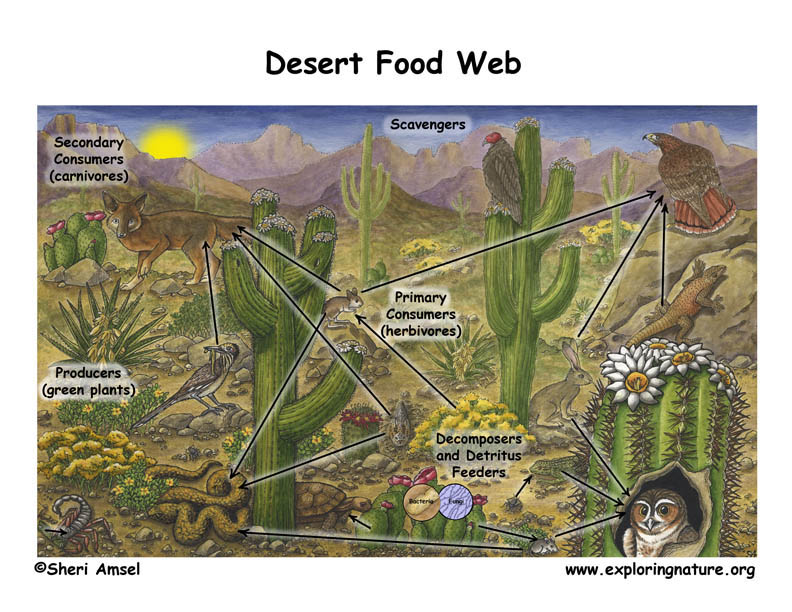 Desert Food Web
Scavengers
Secondary
Consumers
(carnivores)
Primary
Consumers
(herbivores)
Producers
(green plants)
Decomposers
and Detritus
Feeders
Bacteria
Fungi
©Sheri Amsel
www.exploringnature.org